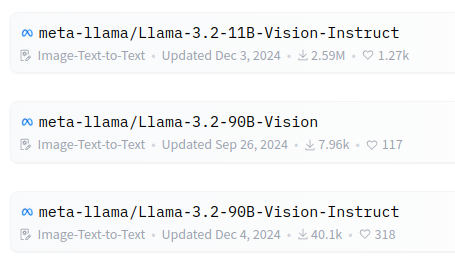 meta-llama/Llama-3.2-11B-Vision-Instruct
Image-Text-to-Text • Updated Dec 3, 2024 • 2.59M • 1.27k
meta-llama/Llama-3.2-90B-Vision
Image-Text-to-Text • Updated Sep 26, 2024 • 7.96k • 117
meta-llama/Llama-3.2-90B-Vision-Instruct
Image-Text-to-Text • Updated Dec 4, 2024 • 40.1k • 318